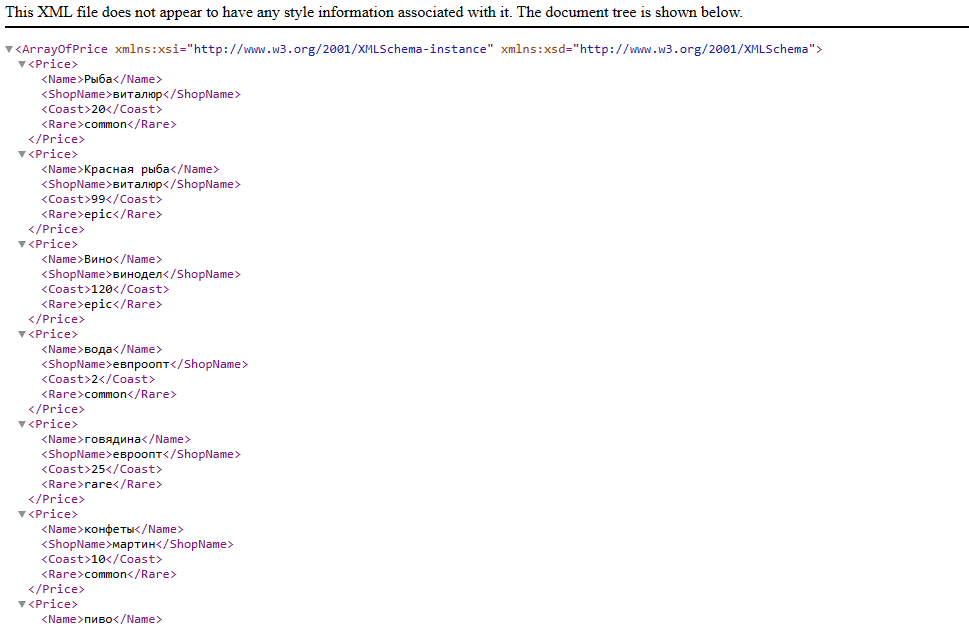 This XML file does not appear to have any style information associated with it. The document tree is shown below.
▼<ArrayOfPrice xmlns:xsi="http://www.w3.org/2001/XMLSchema-instance" xmlns:xsd="http://www.w3.org/2001/XMLSchema">
▼<Price>
<Name>Рыба</Name>
<ShopName>виталюр</ShopName>
<Coast>20</Coast>
<Rare>common</Rare>
</Price>
▼<Price>
<Name>Красная рыба</Name>
<ShopName>виталюр</ShopName>
<Coast>99</Coast>
<Rare>epic</Rare>
</Price>
▼<Price>
<Name>Вино</Name>
<ShopName>винодел</ShopName>
<Coast>120</Coast>
<Rare>epic</Rare>
</Price>
▼<Price>
<Name>вода</Name>
<ShopName>евпроопт</ShopName>
<Coast>2</Coast>
<Rare>common</Rare>
</Price>
▼<Price>
<Name>говядина</Name>
<ShopName>евроопт</ShopName>
<Coast>25</Coast>
<Rare>rare</Rare>
</Price>
▼<Price>
<Name>конфеты</Name>
<ShopName>мартин</ShopName>
<Coast>10</Coast>
<Rare>common</Rare>
</Price>
▼<Price>
<Name>пиво</Name>